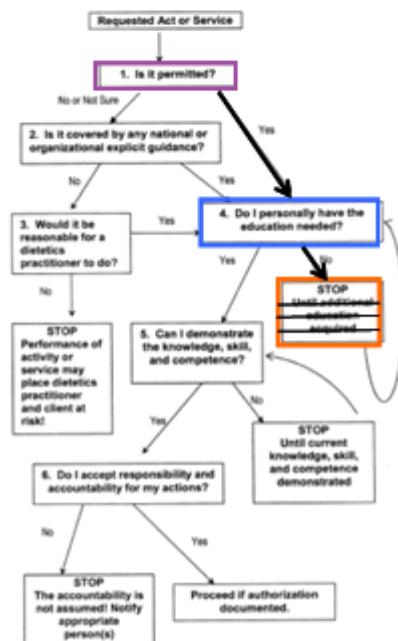 Requested Act or Service
1. Is it permitted?
No or Not Sure
Yes
2. Is it covered by any national or
organizational explicit guidance?
No
Yes
4. Do I personally have the
education needed?
3. Would it be
reasonable for a
dietetics
practitioner to do?
Yes
Yes
No
No
STOP
Until additional
education
acquired
STOP
Performance of
activity or
service may
place dietetics
practitioner
and client at
risk!
5. Can I demonstrate
the knowledge, skill,
and competence?
Yes
No
STOP
Until current
knowledge, skill,
and competence
demonstrated
6. Do I accept responsibility and
accountability for my actions?
No
Yes
STOP
The accountability is
not assumed! Notify
appropriate
person(s)
Proceed if authorization
documented.